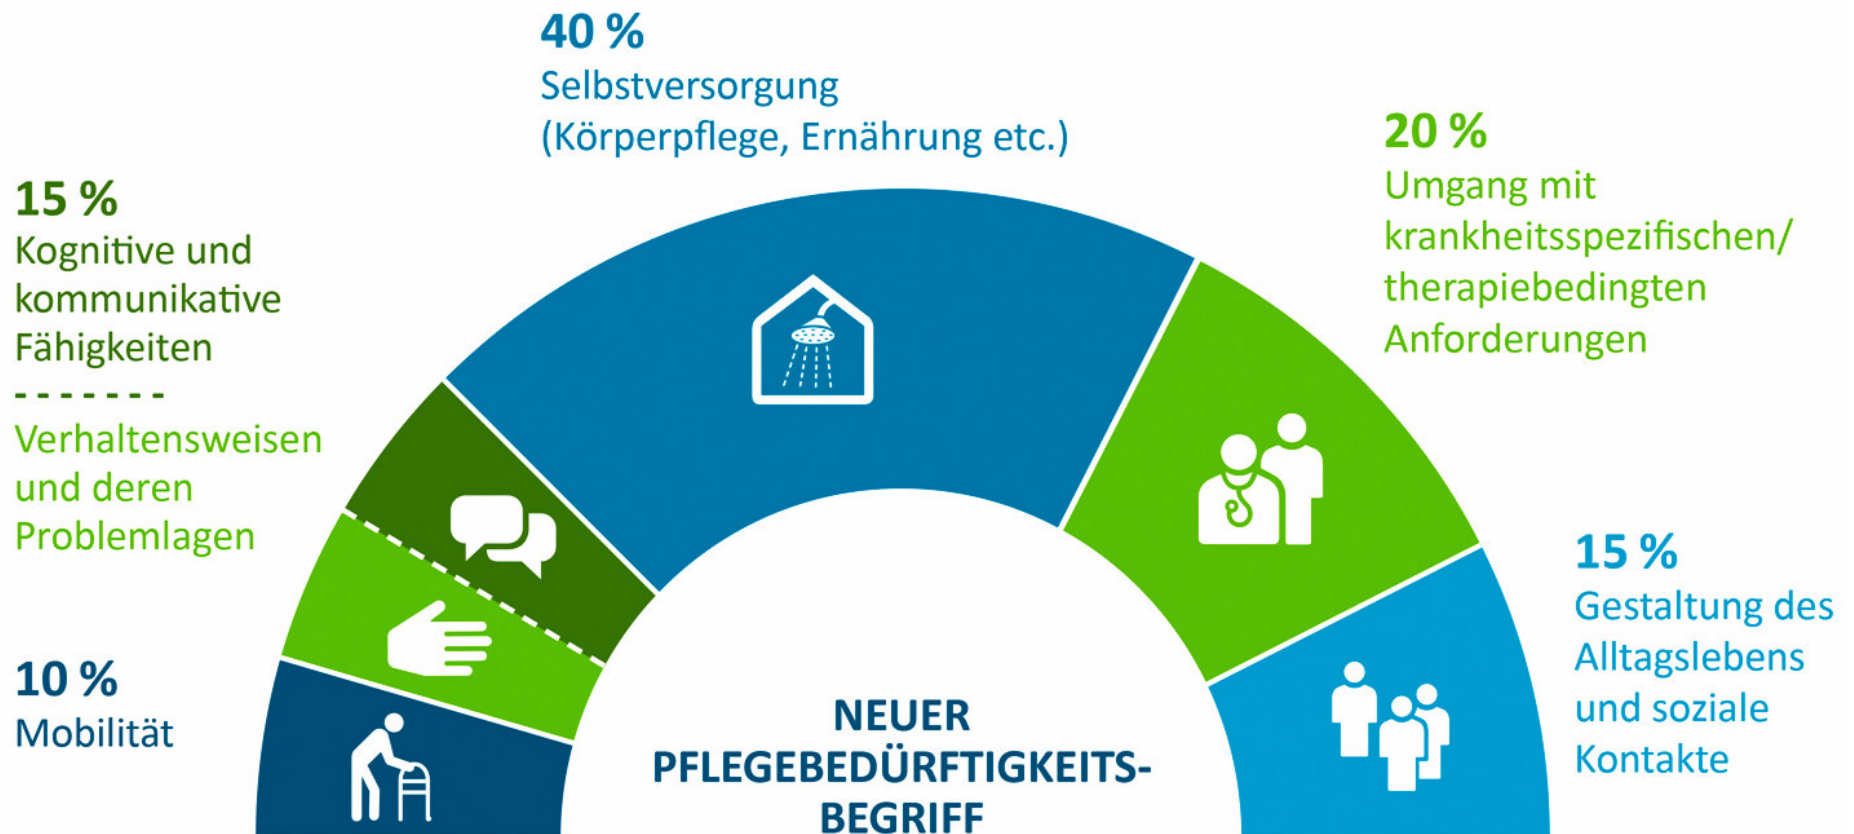 40 %
Selbstversorgung
(Körperpflege, Ernährung etc.)
20 %
Umgang mit
krankheitsspezifischen/
therapiebedingten
Anforderungen
15 %
Kognitive und
kommunikative
Fähigkeiten
-------
Verhaltensweisen
und deren
Problemlagen
10 %
Mobilität
15 %
Gestaltung des
Alltagslebens
und soziale
Kontakte
NEUER
PFLEGEBEDÜRFTIGKEITS-
BEGRIFF